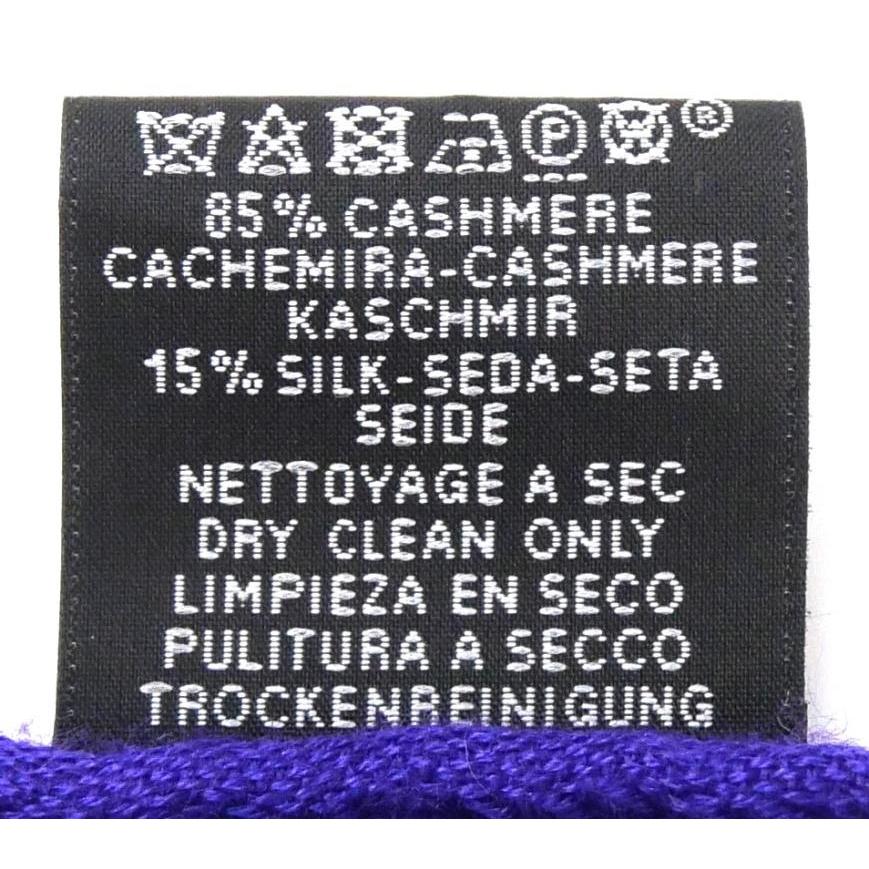 P W ®
85% CASHMERE
CACHEMIRA-CASHMERE
KASCHMIR
15% SILK-SEDA-SETA
SEIDE
NETTOYAGE A SEC
DRY CLEAN ONLY
LIMPIEZA EN SECO
PULITURA A SECCO
TROCKENREINIGUNG